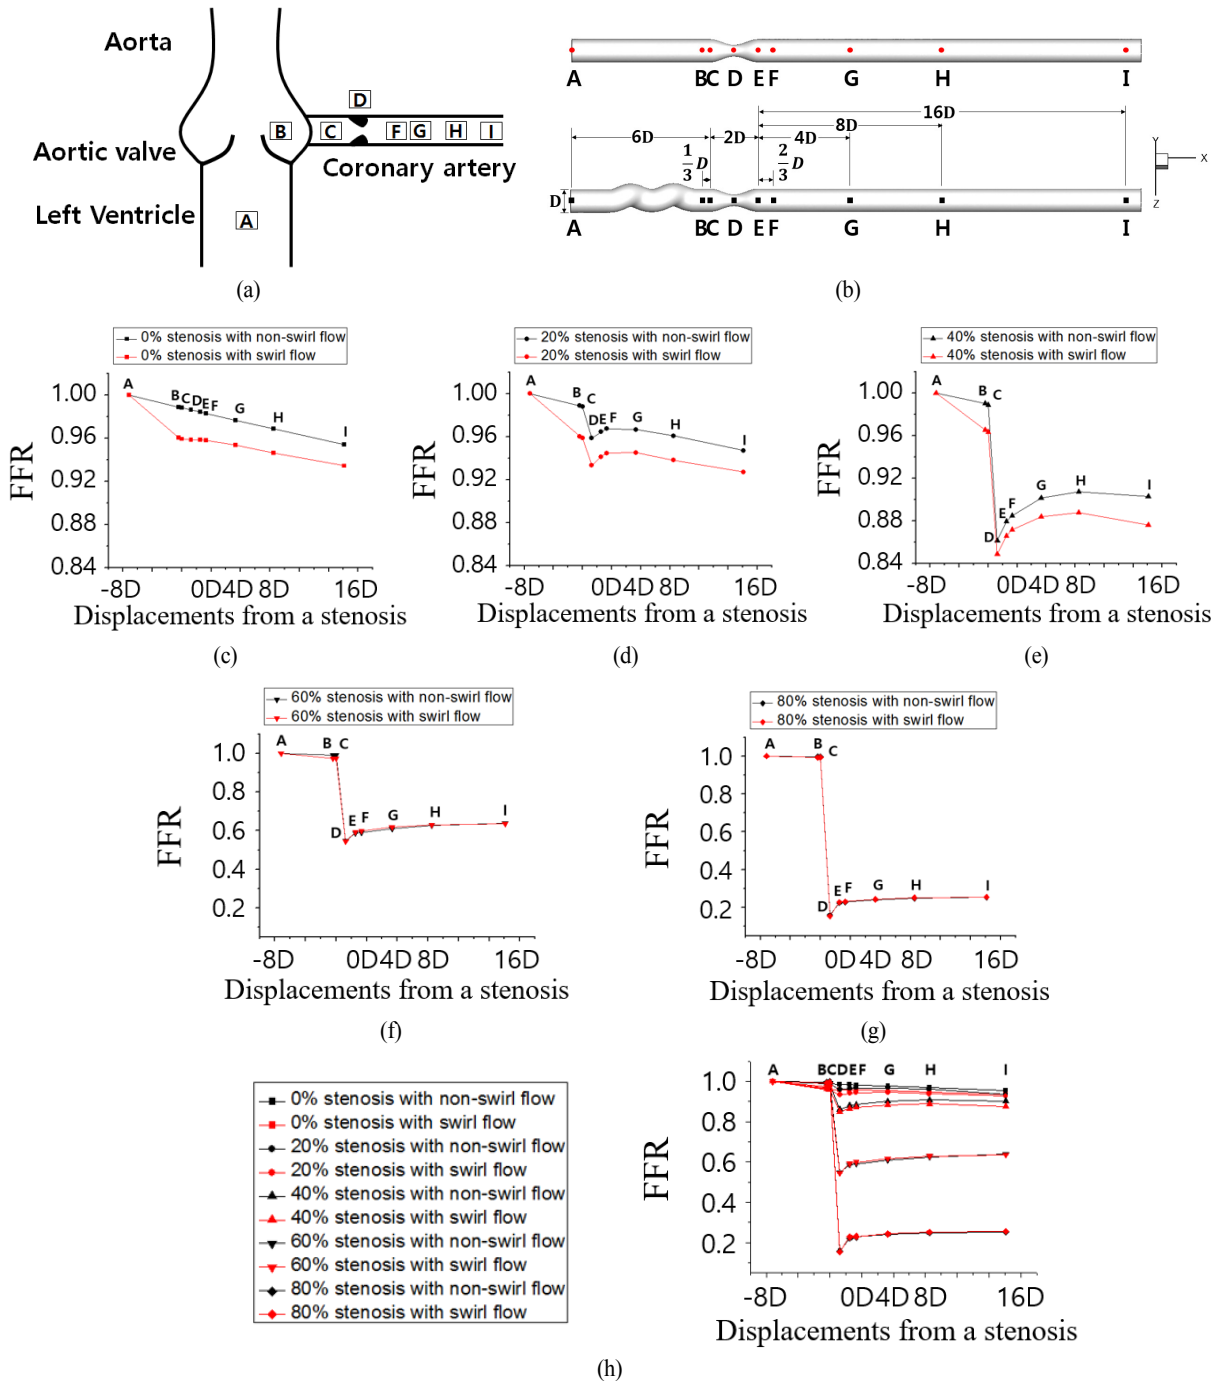 Aorta
D
B C F G H I
Aortic valve
Coronary artery
Left Ventricle
A
(a)
A B C D E F G H I
16D
8D
6D 2D 4D
1/3 D 2/3 D
D
A B C D E F G H I
Y
X
Z
(b)
0% stenosis with non-swirl flow
0% stenosis with swirl flow
A B C D E F G H I
FFR
1.00
0.96
0.92
0.88
0.84
-8D 0D 4D 8D 16D
Displacements from a stenosis
(c)
20% stenosis with non-swirl flow
20% stenosis with swirl flow
A B C D E F G H I
FFR
1.00
0.96
0.92
0.88
0.84
-8D 0D 4D 8D 16D
Displacements from a stenosis
(d)
40% stenosis with non-swirl flow
40% stenosis with swirl flow
A B C D E F G H I
FFR
1.00
0.96
0.92
0.88
0.84
-8D 0D 4D 8D 16D
Displacements from a stenosis
(e)
60% stenosis with non-swirl flow
60% stenosis with swirl flow
A B C D E F G H I
FFR
1.0
0.8
0.6
0.4
0.2
-8D 0D 4D 8D 16D
Displacements from a stenosis
(f)
80% stenosis with non-swirl flow
80% stenosis with swirl flow
A B C D E F G H I
FFR
1.0
0.8
0.6
0.4
0.2
-8D 0D 4D 8D 16D
Displacements from a stenosis
(g)
0% stenosis with non-swirl flow
0% stenosis with swirl flow
20% stenosis with non-swirl flow
20% stenosis with swirl flow
40% stenosis with non-swirl flow
40% stenosis with swirl flow
60% stenosis with non-swirl flow
60% stenosis with swirl flow
80% stenosis with non-swirl flow
80% stenosis with swirl flow
A B C D E F G H I
FFR
1.0
0.8
0.6
0.4
0.2
-8D 0D 4D 8D 16D
Displacements from a stenosis
(h)